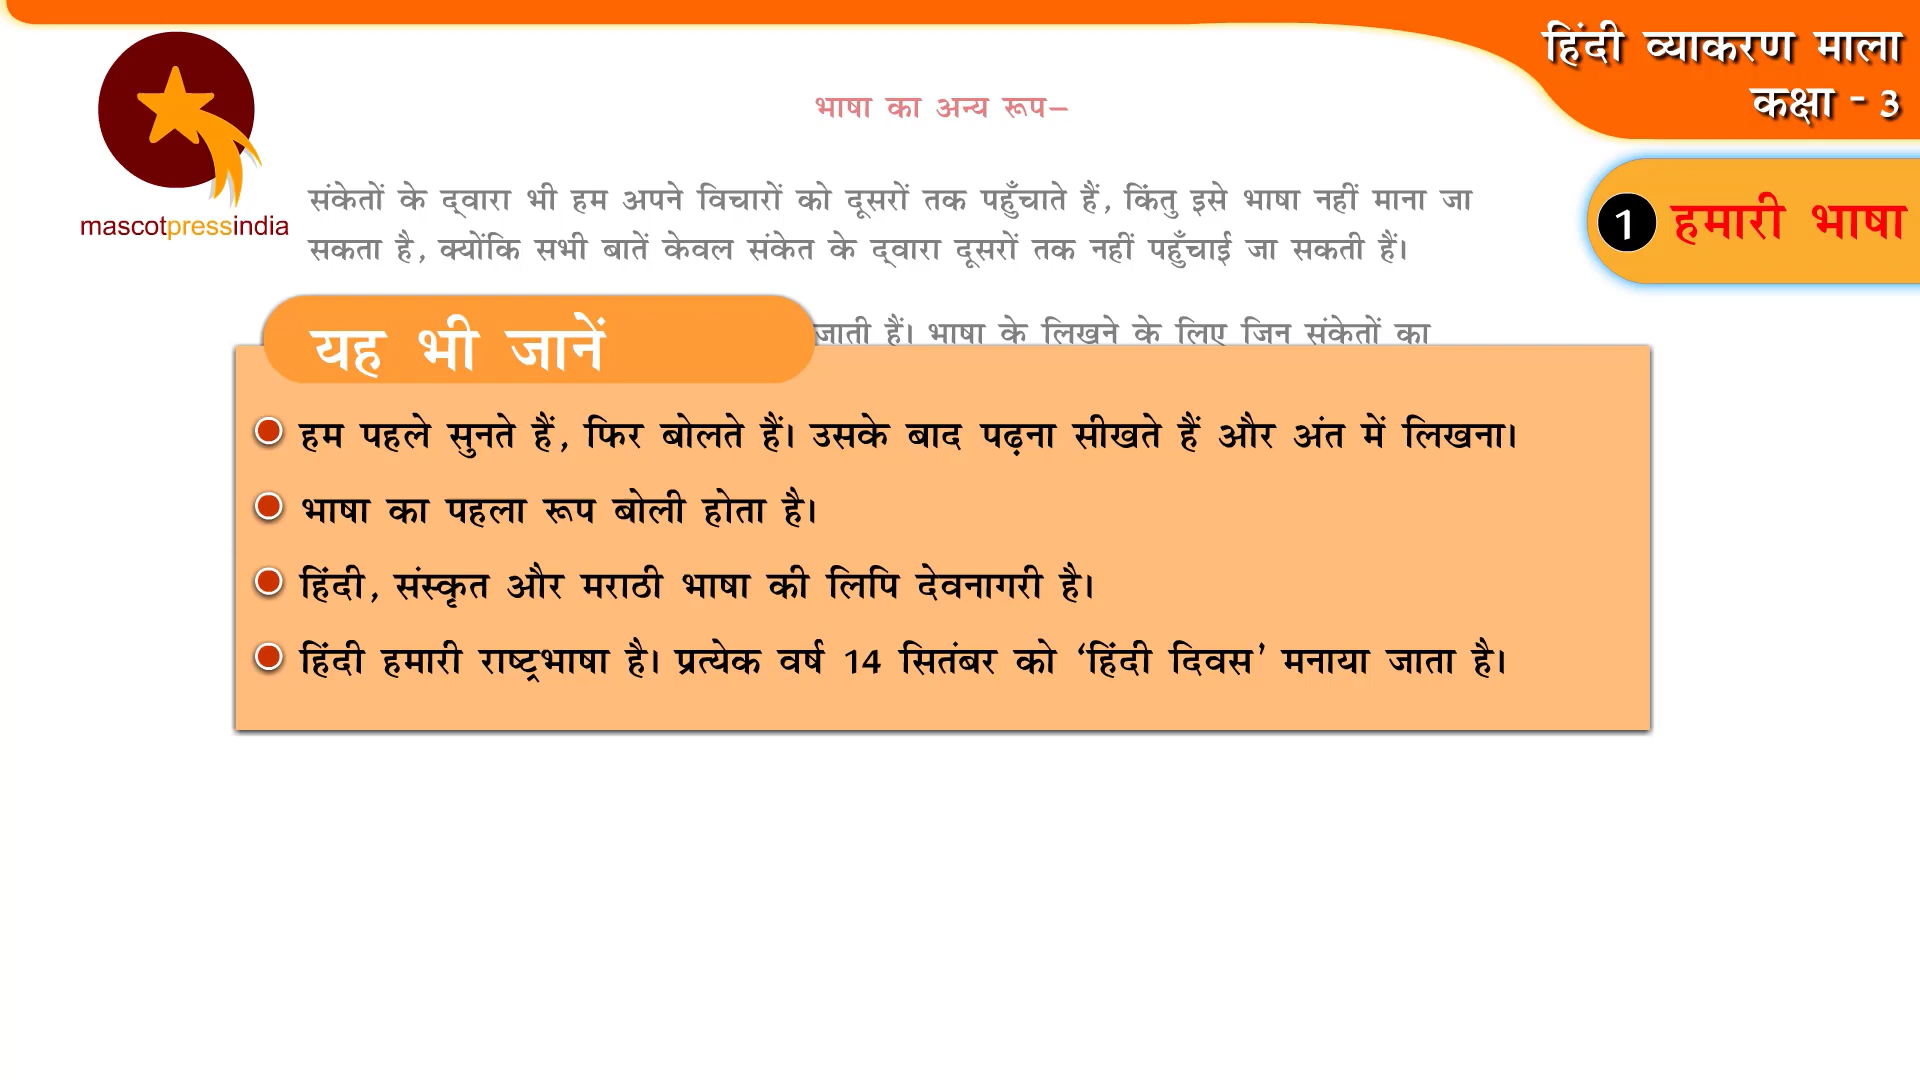 हिंदी व्याकरण माला
कक्षा - 3
mascotpressindia
1 हमारी भाषा
भाषा का अन्य रूप–
संकेतों के द्‌वारा भी हम अपने विचारों को दूसरों तक पहुँचाते हैं, किंतु इसे भाषा नहीं माना जा
सकता है, क्योंकि सभी बातें केवल संकेत के द्‌वारा दूसरों तक नहीं पहुँचाई जा सकती हैं।
जाती हैं। भाषा के लिखने के लिए जिन संकेतों का
यह भी जानें
हम पहले सुनते हैं, फिर बोलते हैं। उसके बाद पढ़ना सीखते हैं और अंत में लिखना।
भाषा का पहला रूप बोली होता है।
हिंदी, संस्कृत और मराठी भाषा की लिपि देवनागरी है।
हिंदी हमारी राष्ट्रभाषा है। प्रत्येक वर्ष 14 सितंबर को ‘हिंदी दिवस’ मनाया जाता है।